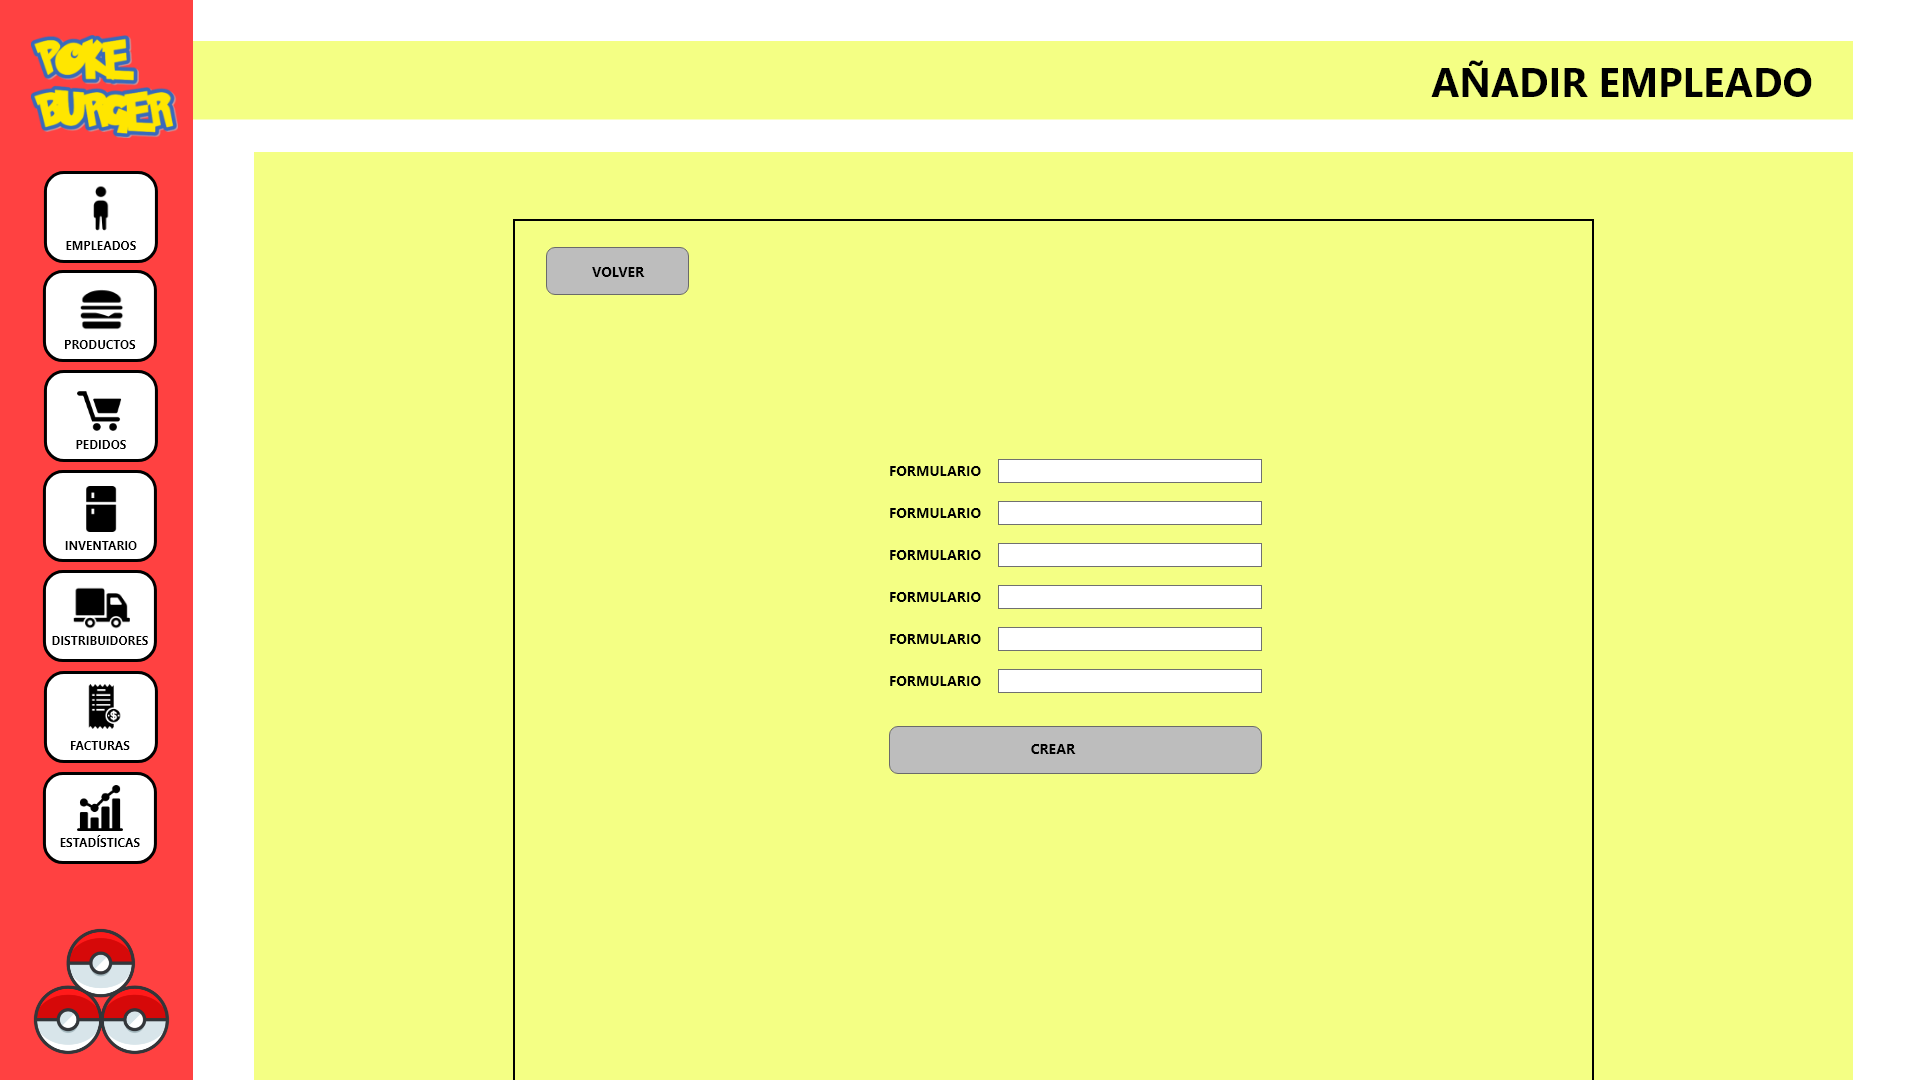 POKE
BURGER
AÑADIR EMPLEADO
EMPLEADOS
PRODUCTOS
PEDIDOS
INVENTARIO
DISTRIBUIDORES
FACTURAS
ESTADÍSTICAS
VOLVER
FORMULARIO
FORMULARIO
FORMULARIO
FORMULARIO
FORMULARIO
FORMULARIO
CREAR